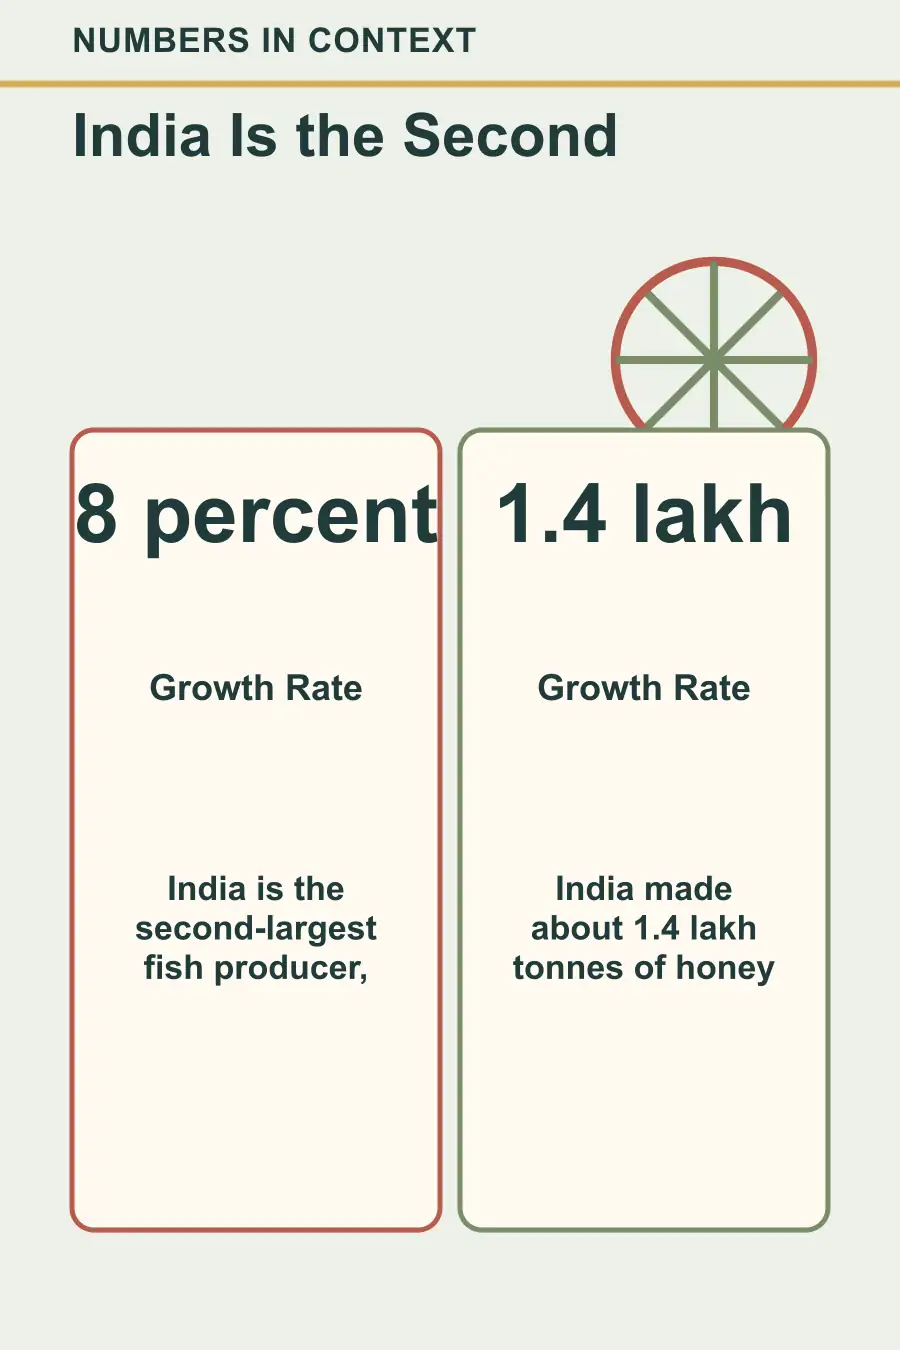 NUMBERS IN CONTEXT
India Is the Second
8 percent
Growth Rate
India is the
second-largest
fish producer,
1.4 lakh
Growth Rate
India made
about 1.4 lakh
tonnes of honey